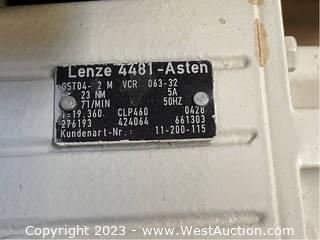 Lenze 4481-Asten
GST04- 2 M VCR 063-32
23 NM 5A
71/MIN 50HZ
I=19.360 CLP460 0428
276193 424064 661303
Kundenart-Nr.: 11-200-115
Copyright 2023 - www.WestAuction.com